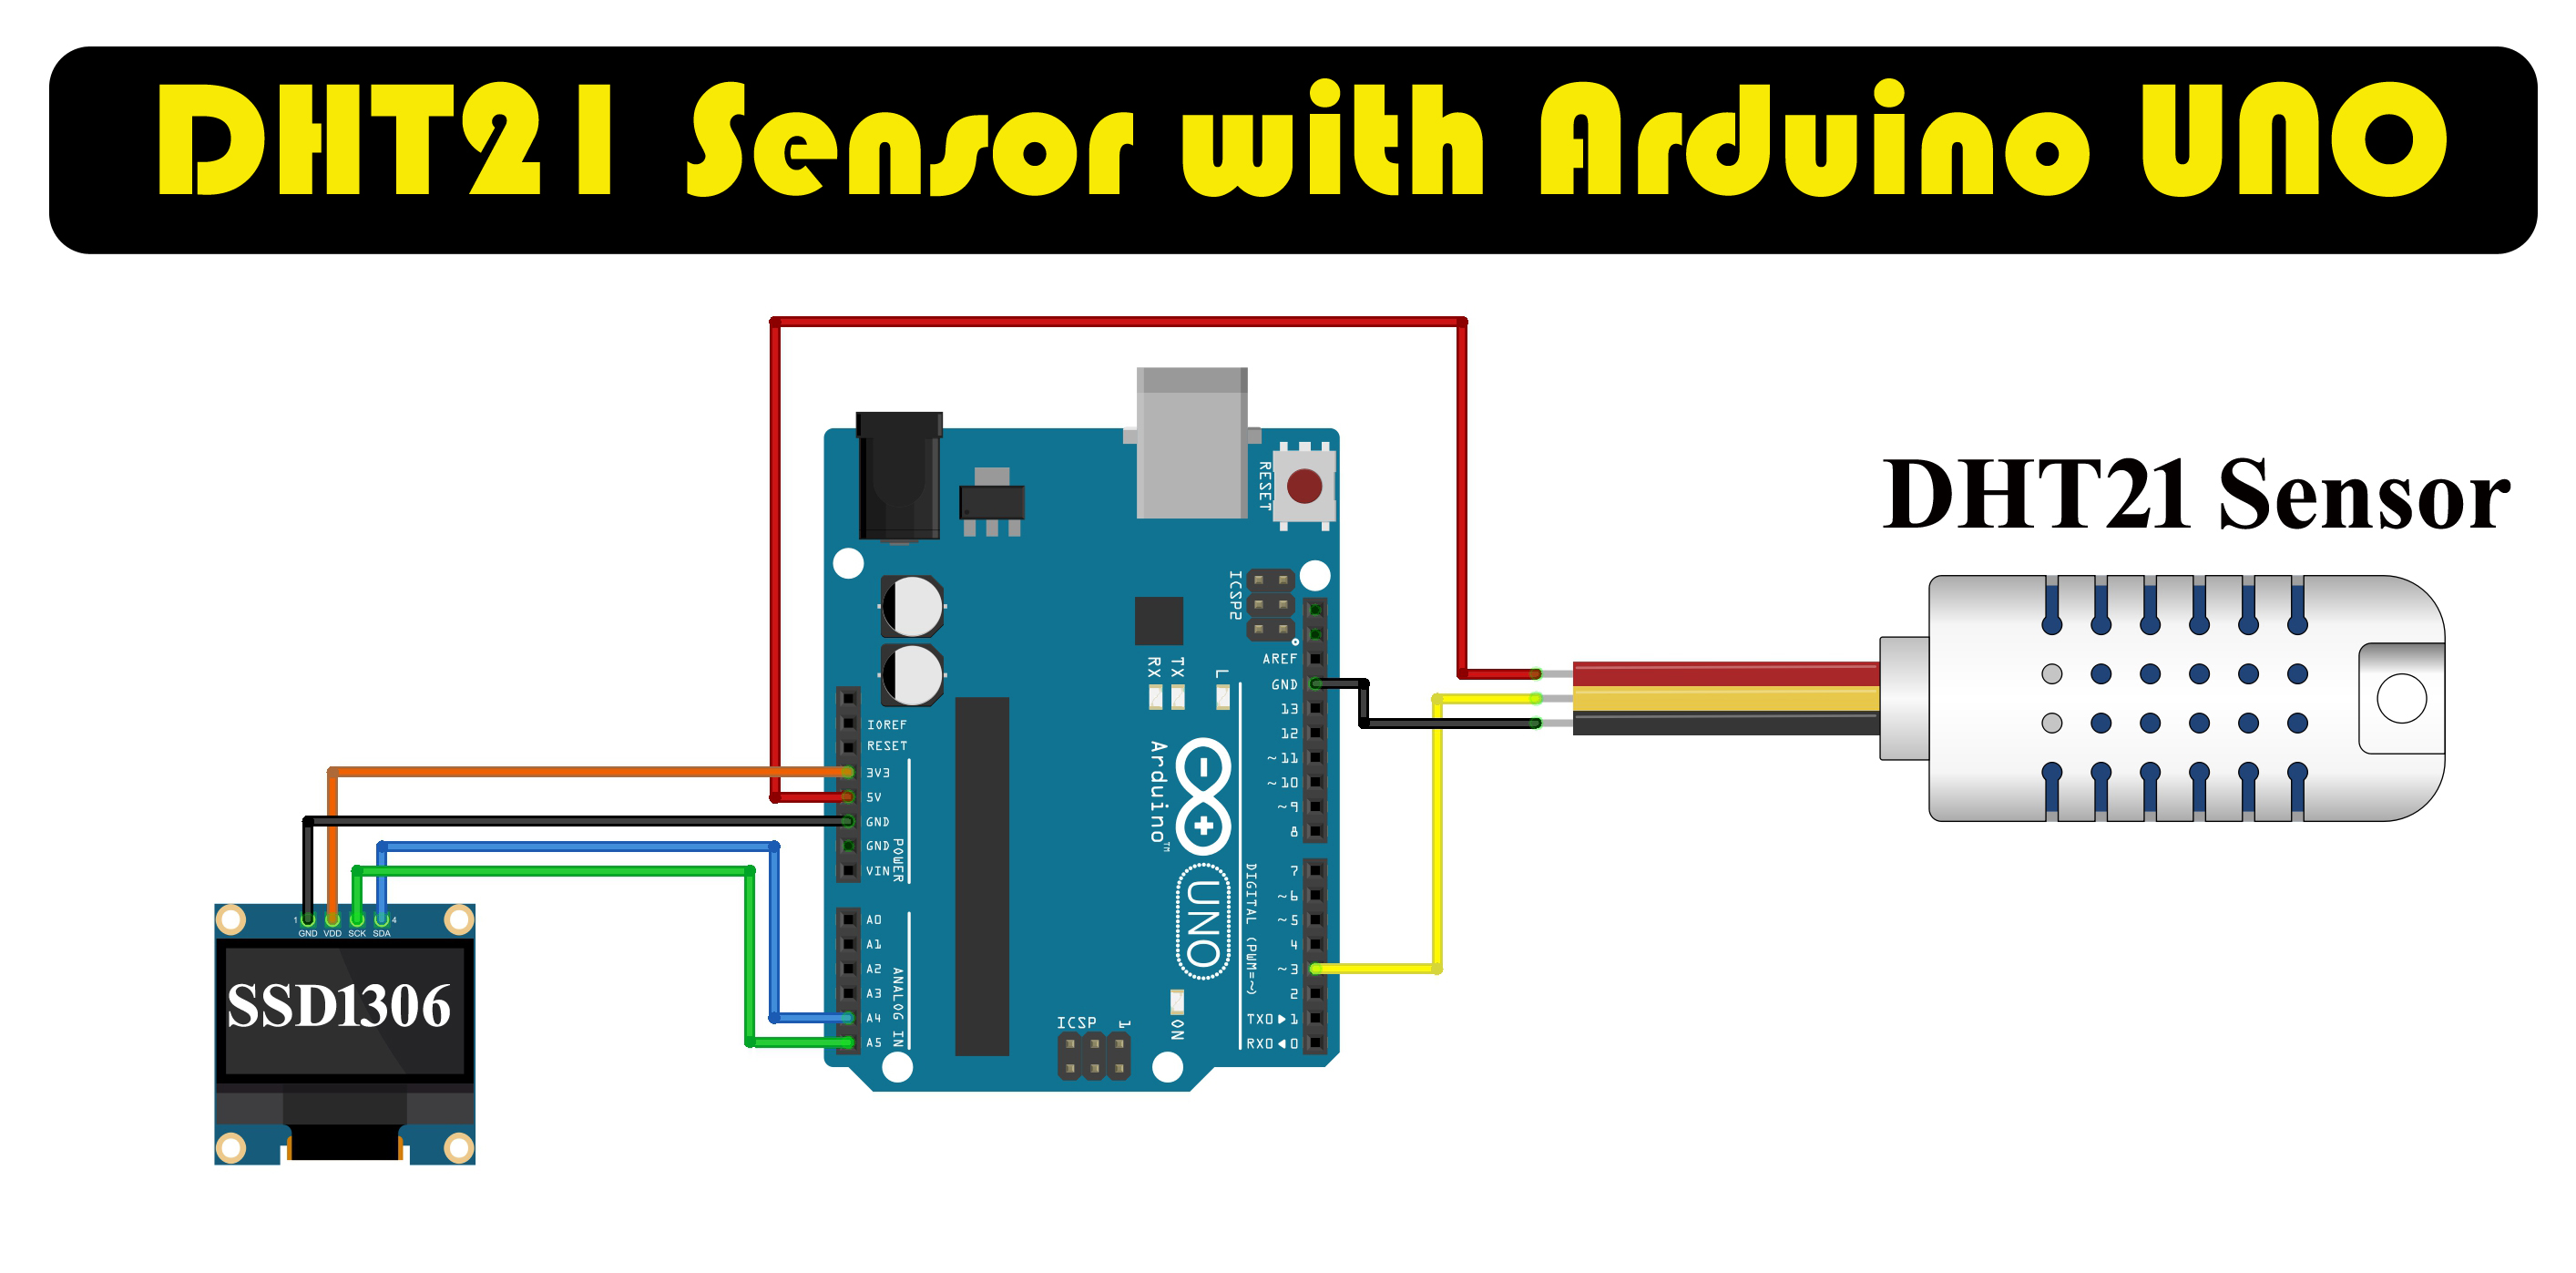 DHT21 Sensor with Arduino UNO
DHT21 Sensor
RESET
ICSP2
AREF
GND
13
12
~11
~10
~9
8
7
~6
~5
4
~3
2
TX0▶1
RX0◀0
DIGITAL (PWM=~)
RX
TX
L
Arduino™
UNO
ON
ICSP
1
IOREF
RESET
3V3
5V
GND
GND
VIN
POWER
A0
A1
A2
A3
A4
A5
ANALOG IN
1
4
GND VDD SCK SDA
SSD1306